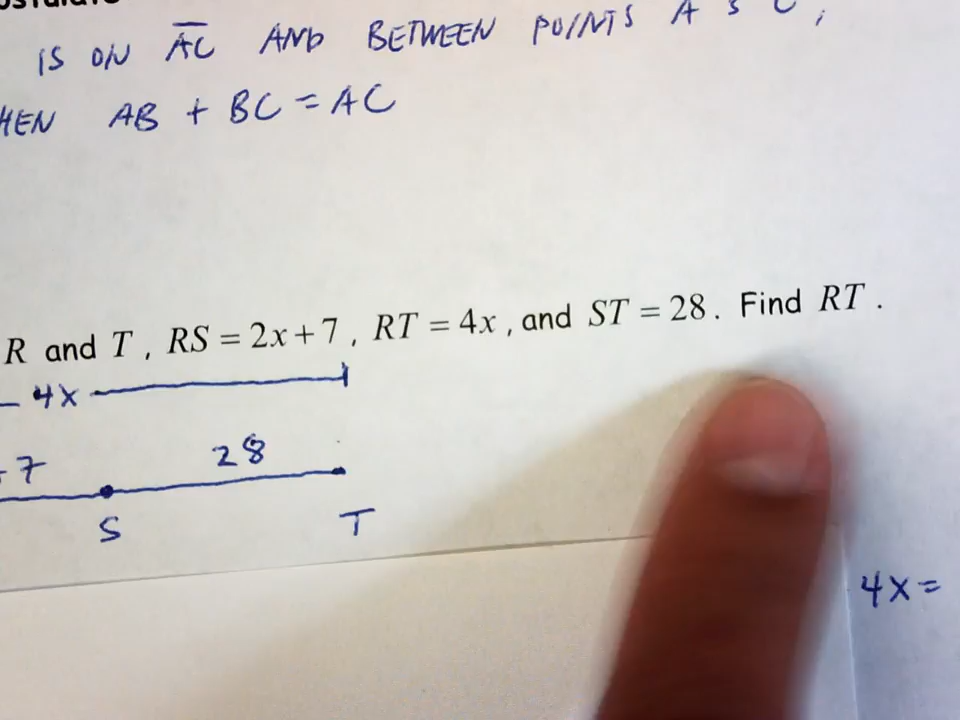 IS ON AC AND BETWEEN POINTS A & C,
THEN AB + BC = AC
R and T, RS = 2x+7, RT = 4x, and ST = 28. Find RT.
4x
7 28
S T
4x =